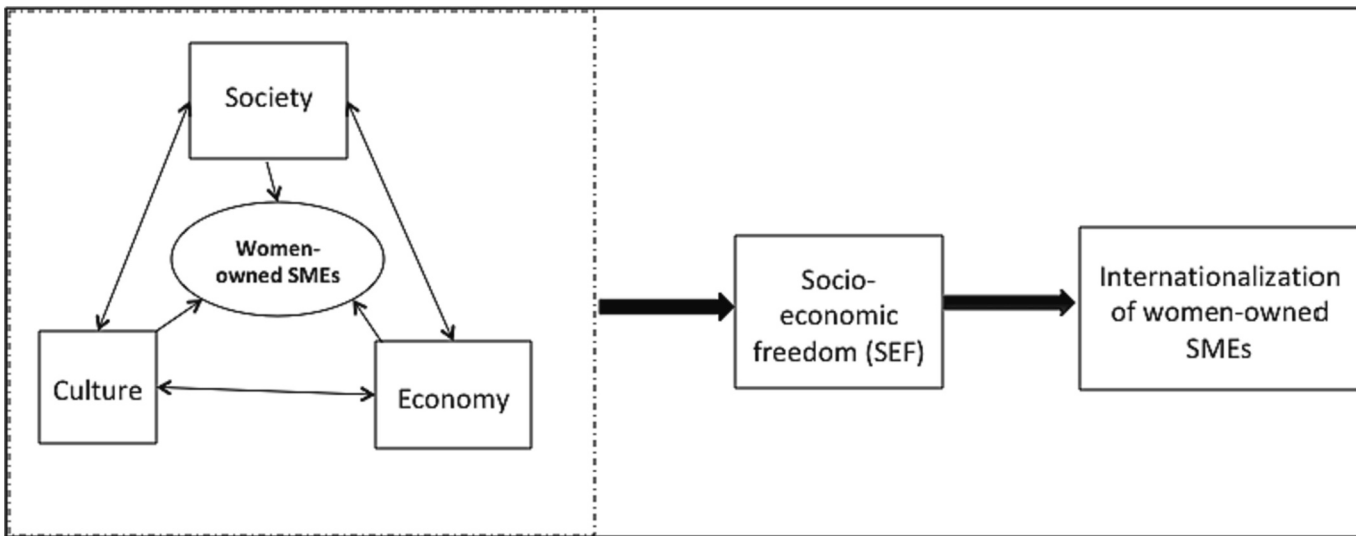 Society
Women-
owned SMEs
Culture
Economy
Socio-
economic
freedom (SEF)
Internationalization
of women-owned
SMEs